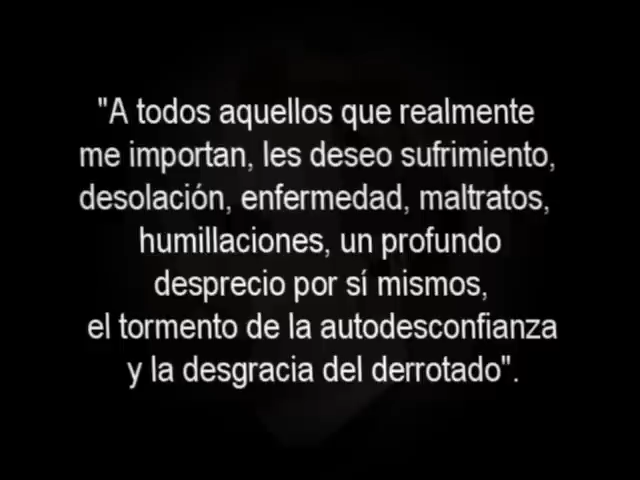 "A todos aquellos que realmente
me importan, les deseo sufrimiento,
desolación, enfermedad, maltratos,
humillaciones, un profundo
desprecio por sí mismos,
el tormento de la autodesconfianza
y la desgracia del derrotado".